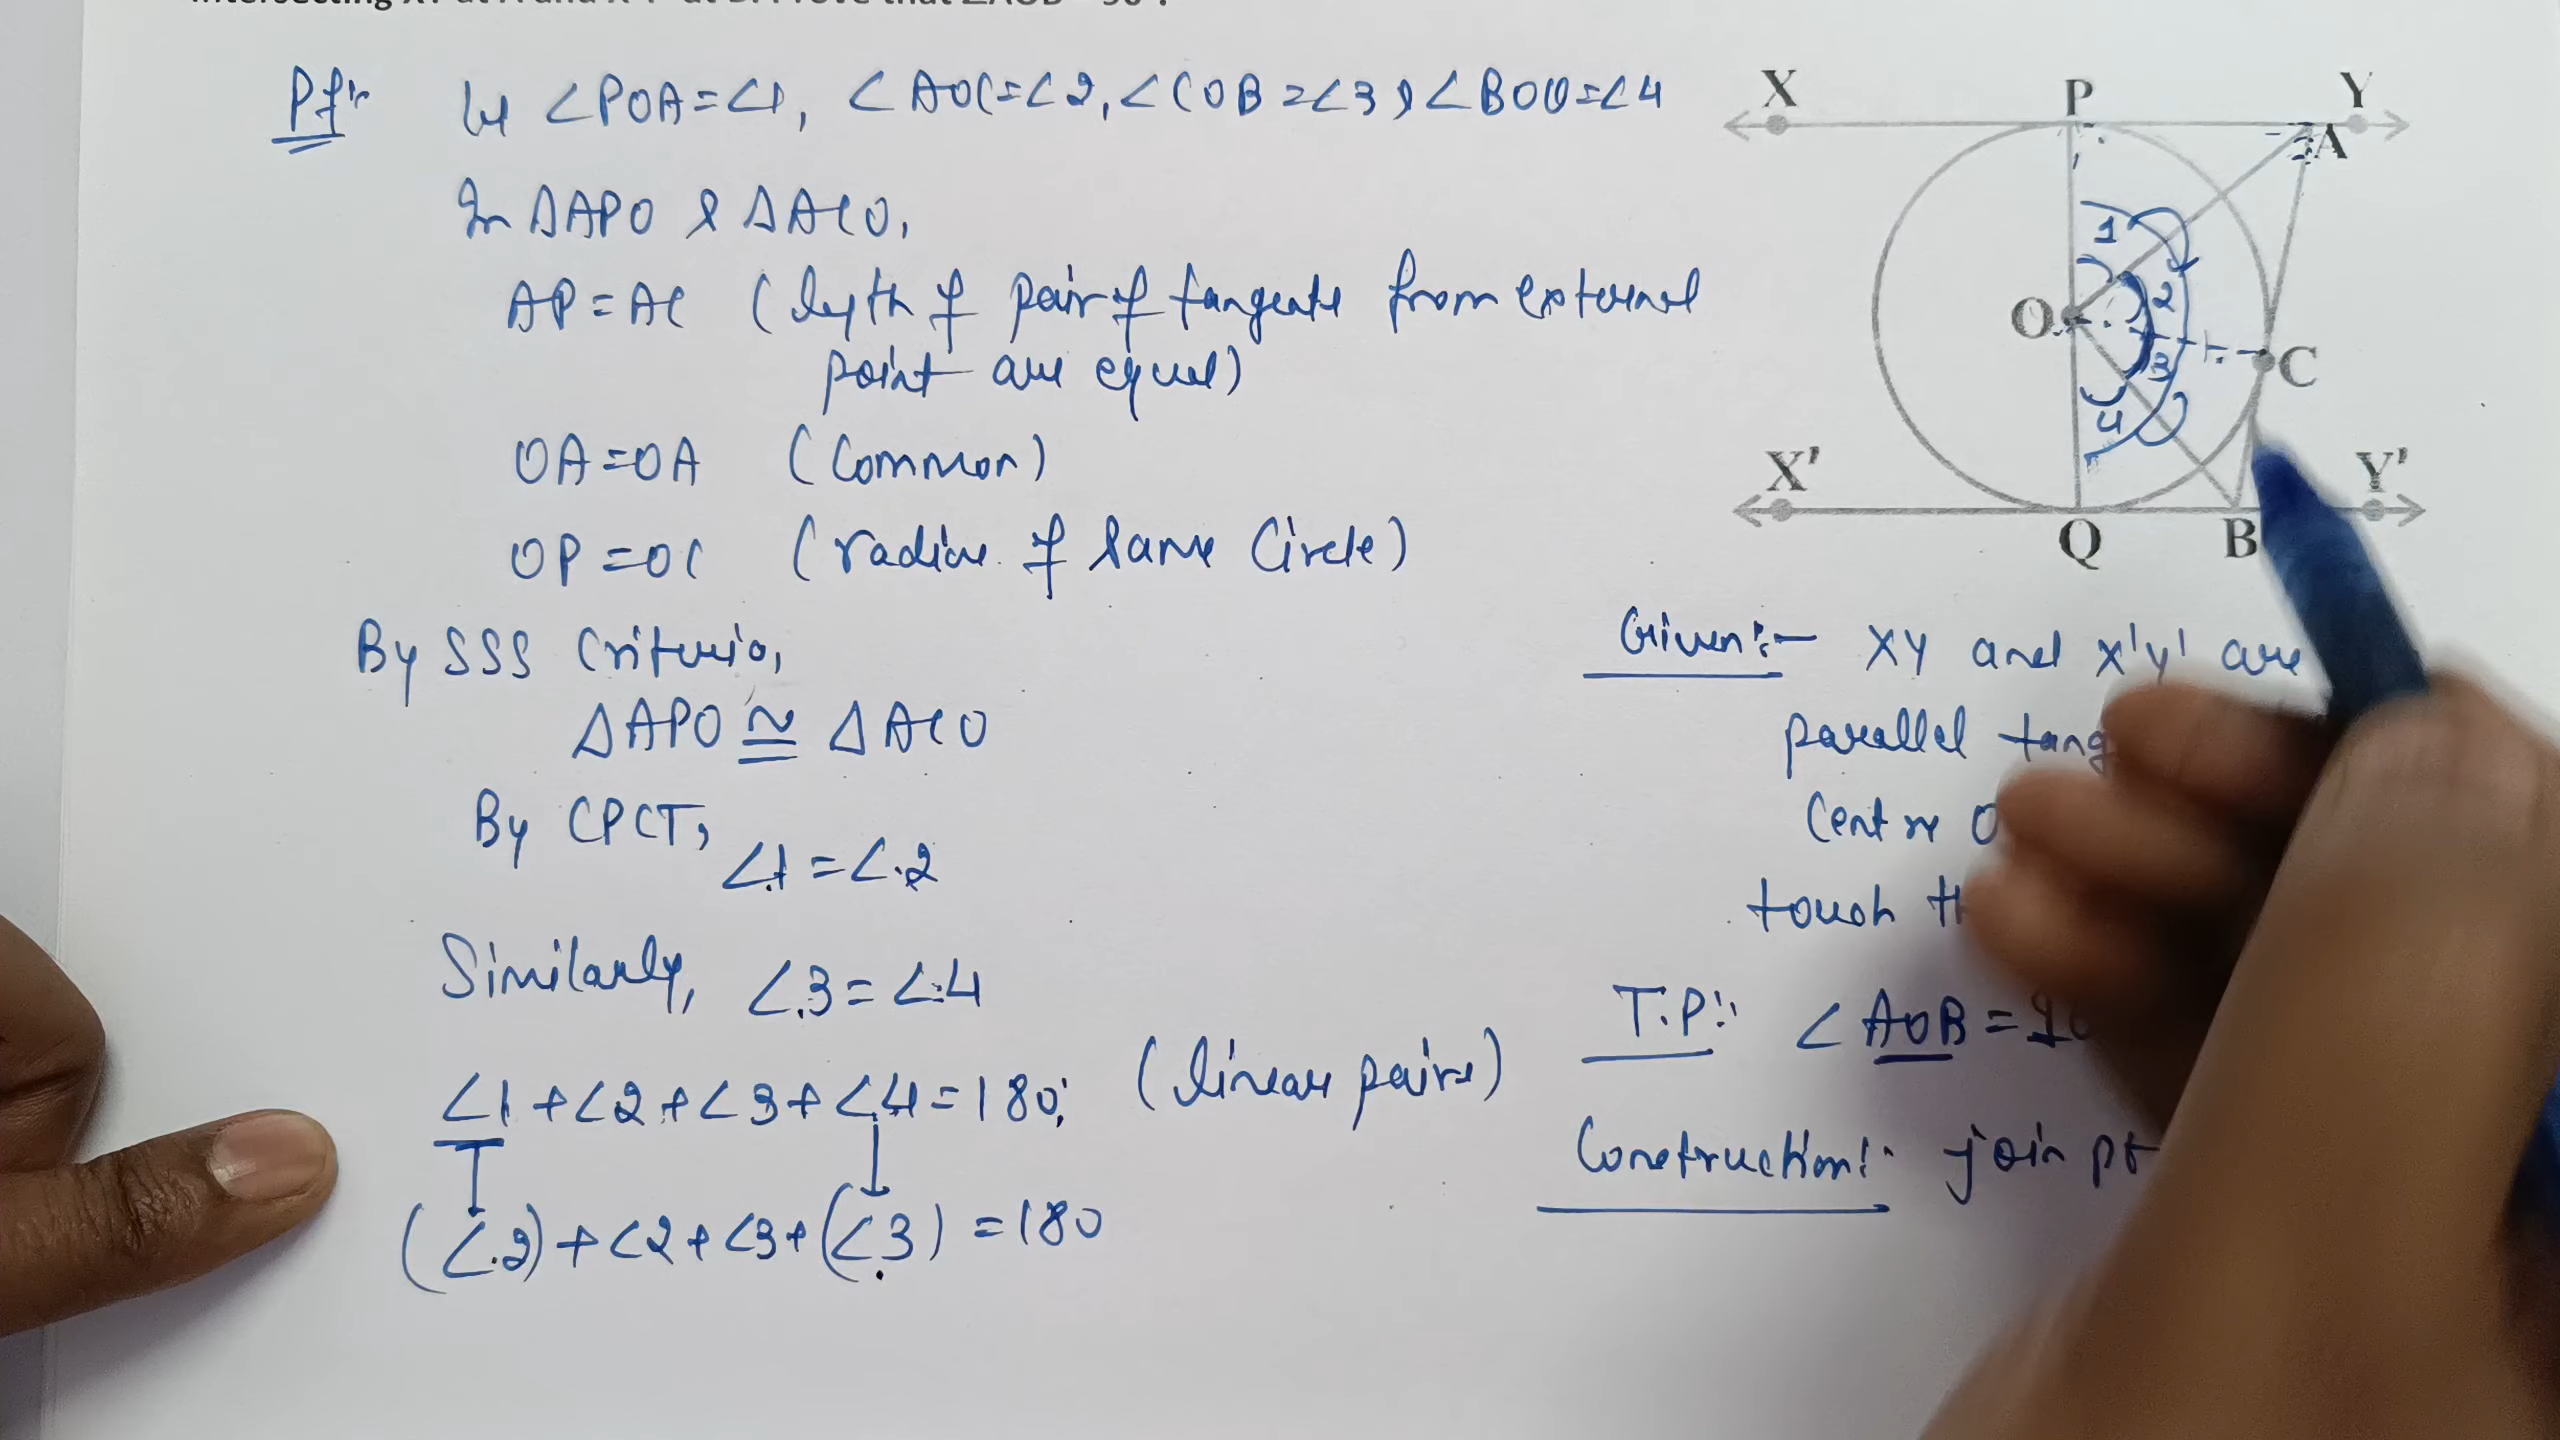 Pf:- let ∠POA=∠1, ∠AOC=∠2, ∠COB=∠3, ∠BOQ=∠4
In ΔAPO & ΔACO,
AP=AC (length of pair of tangents from external
point are equal)
OA=OA (Common)
OP=OC (radius of same Circle)
By SSS Criteria,
ΔAPO ≅ ΔACO
By CPCT,
∠1=∠2
Similarly, ∠3=∠4
∠1+∠2+∠3+∠4=180° (linear pairs)
(∠2)+∠2+∠3+(∠3)=180
X P Y
A
1
2
O
C
3
4
X' Y'
Q B
Given:- XY and X'Y' are
parallel tang
Centre O
touch th
T.P:- ∠AOB=90
Construction:- join pt